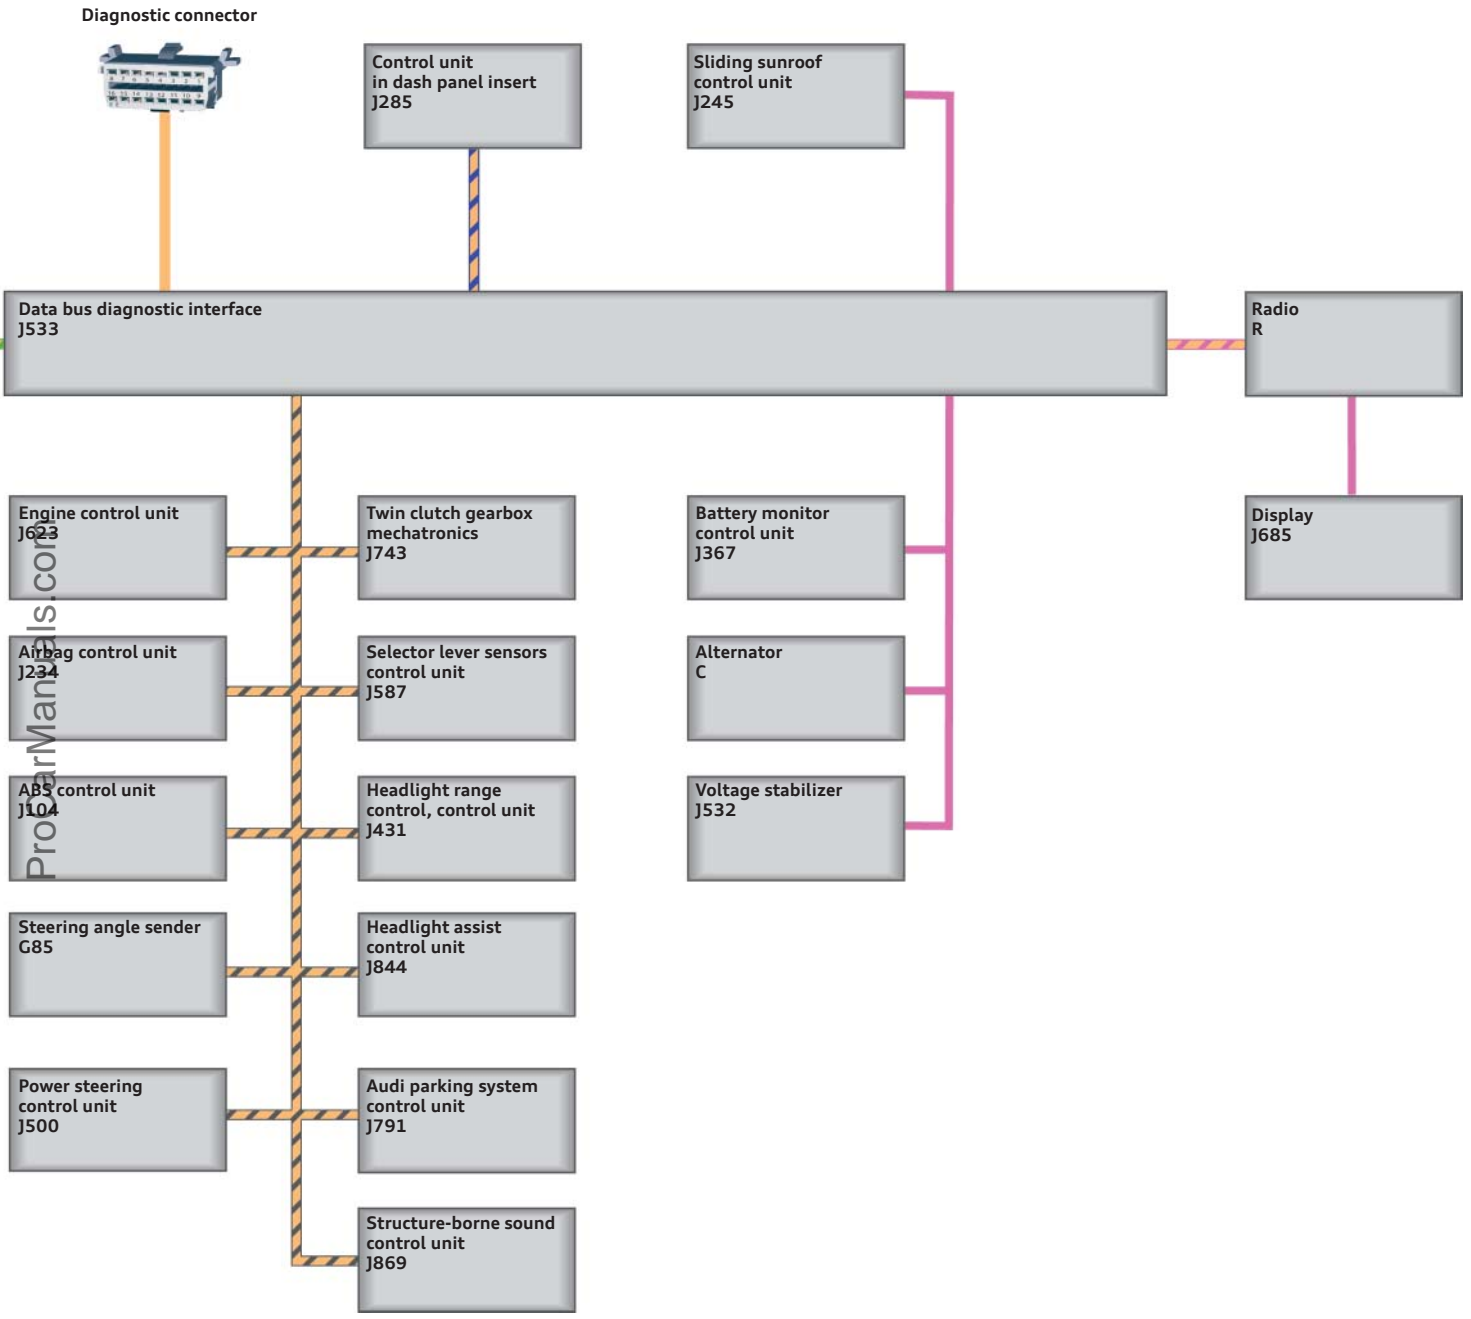 Diagnostic connector
Control unit
in dash panel insert
J285
Sliding sunroof
control unit
J245
Data bus diagnostic interface
J533
Radio
R
Engine control unit
J623
Twin clutch gearbox
mechatronics
J743
Battery monitor
control unit
J367
Display
J685
Airbag control unit
J234
Selector lever sensors
control unit
J587
Alternator
C
ABS control unit
J104
Headlight range
control, control unit
J431
Voltage stabilizer
J532
Steering angle sender
G85
Headlight assist
control unit
J844
Power steering
control unit
J500
Audi parking system
control unit
J791
Structure-borne sound
control unit
J869
ProCarManuals.com